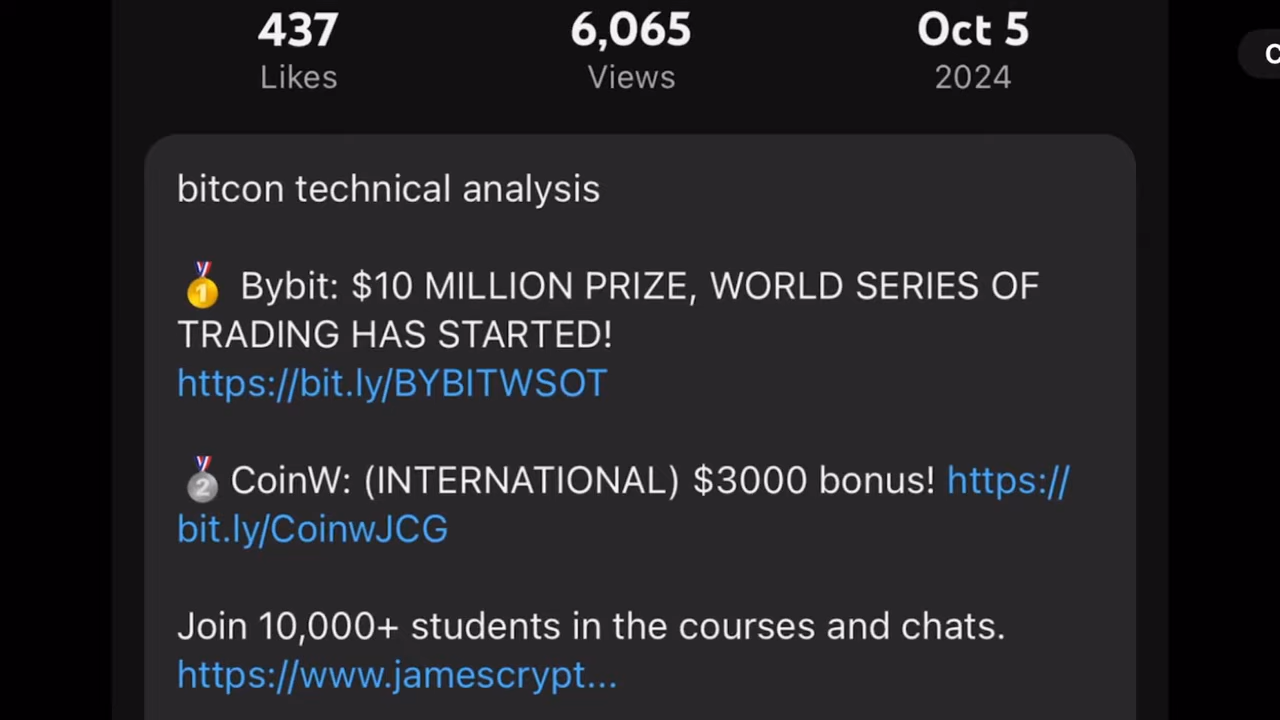 437 6,065 Oct 5
Likes Views 2024
bitcon technical analysis
🥇 Bybit: $10 MILLION PRIZE, WORLD SERIES OF
TRADING HAS STARTED!
https://bit.ly/BYBITWSOT
🥈 CoinW: (INTERNATIONAL) $3000 bonus! https://
bit.ly/CoinwJCG
Join 10,000+ students in the courses and chats.
https://www.jamescrypt...